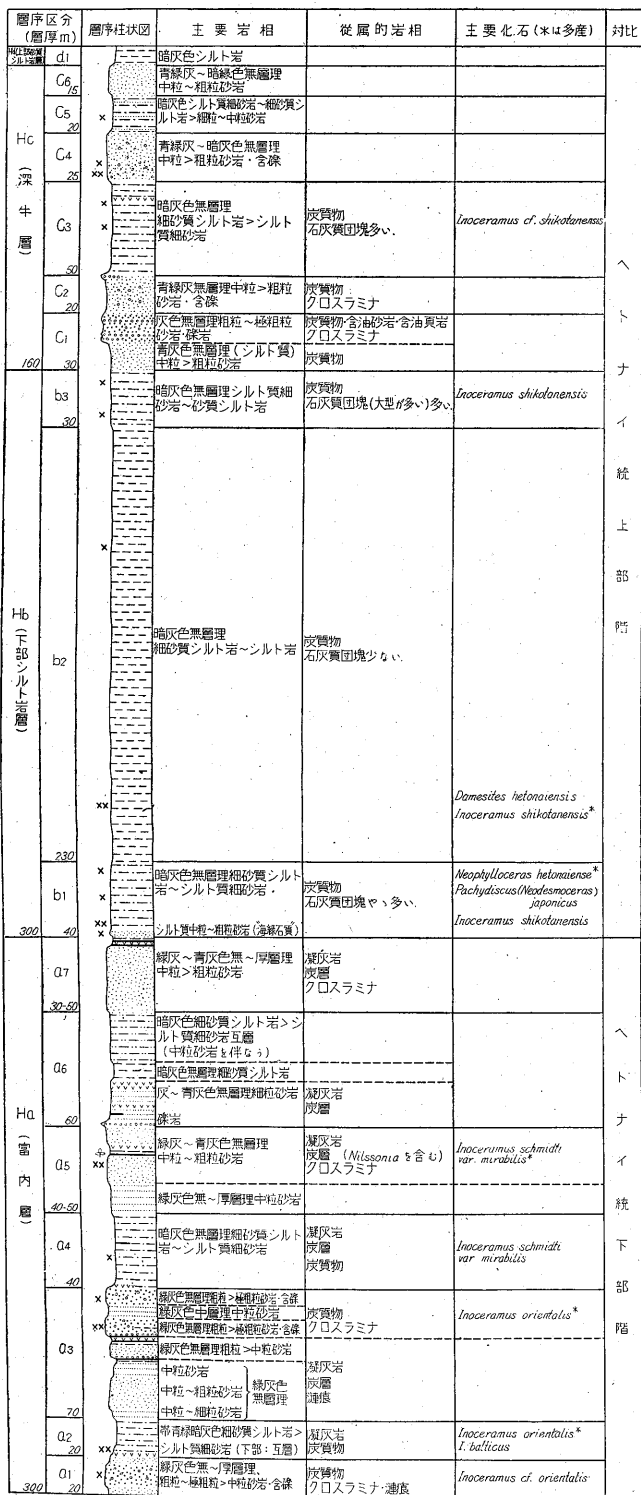 層序区分
(層厚m)
層序柱状図
主要岩相
従属的岩相
主要化石(*は多産)
対比
d.1
暗灰色シルト岩
C6
15
青緑灰～暗緑色無層理
中粒～粗粒砂岩
C5
20
暗灰色シルト質細砂岩～細砂質シ
ルト岩>細粒～中粒砂岩
Hc
(深牛層)
C4
25
青緑灰～暗灰色無層理
中粒>粗粒砂岩・含礫
C3
50
暗灰色無層理
細砂質シルト岩>シルト
質細砂岩
炭質物
石灰質団塊多い.
Inoceramus cf. shikotanensis
C2
20
青緑灰無層理中粒>粗粒
砂岩・含礫
炭質物
クロスラミナ
C1
灰色無層理粗粒～極粗粒
砂岩・礫岩
炭質物・含油砂岩・含油頁岩
クロスラミナ
160
30
青灰色無層理(シルト質)
中粒>粗粒砂岩
炭質物
b3
30
暗灰色無層理シルト質細
砂岩～砂質シルト岩
炭質物
石灰質団塊(大型が多い)多い.
Inoceramus shikotanensis
ヘトナイ統上部階
Hb
(下部シルト岩層)
b2
230
暗灰色無層理
細砂質シルト岩～シルト岩
炭質物
石灰質団塊少ない.
Damesites hetonaiensis
Inoceramus shikotanensis*
b1
300
40
暗灰色無層理細砂質シルト
岩～シルト質細砂岩.
シルト質中粒～粗粒砂岩("海緑石質")
炭質物
石灰質団塊やゝ多い.
Neophylloceras hetonaiense*
Pachydiscus(Neodesmoceras)
japonicus
Inoceramus shikotanensis
a7
30-50
緑灰～青灰色無～厚層理
中粒>粗粒砂岩
凝灰岩
炭層
クロスラミナ
a6
60
暗灰色細砂質シルト岩>シ
ルト質細砂岩互層
(中粒砂岩を伴なう)
暗灰色無層理細砂質シルト岩
灰～青灰色無層理細粒砂岩
礫岩
凝灰岩
炭層
Ha
(富内層)
a5
40-50
緑灰～青灰色無層理
中粒～粗粒砂岩
凝灰岩
炭層(Nilssoniaを含む)
クロスラミナ
Inoceramus schmidti
var. mirabilis*
緑灰色無～厚層理中粒砂岩
a4
40
暗灰色無層理細砂質シルト
岩～シルト質細砂岩
凝灰岩
炭層
炭質物
Inoceramus schmidti
var mirabilis
ヘトナイ統下部階
a3
70
緑灰色無層理粗粒>極粗粒砂岩・含礫
緑灰色中層理中粒砂岩
緑灰色無層理粗粒>極粗粒砂岩・含礫
炭質物
クロスラミナ
Inoceramus orientalis*
緑灰色無層理粗粒>中粒砂岩
中粒砂岩
中粒～粗粒砂岩
中粒～細粒砂岩
緑灰色
無層理
凝灰岩
炭層
漣痕
a2
20
帯青緑暗灰色細砂質シルト岩>
シルト質細砂岩(下部:互層)
凝灰岩
炭質物
Inoceramus orientalis*
I. balticus
a1
300
20
緑灰色無～厚層理、
粗粒～極粗粒>中粒砂岩・含礫
炭質物
クロスラミナ・漣痕
Inoceramus cf. orientalis